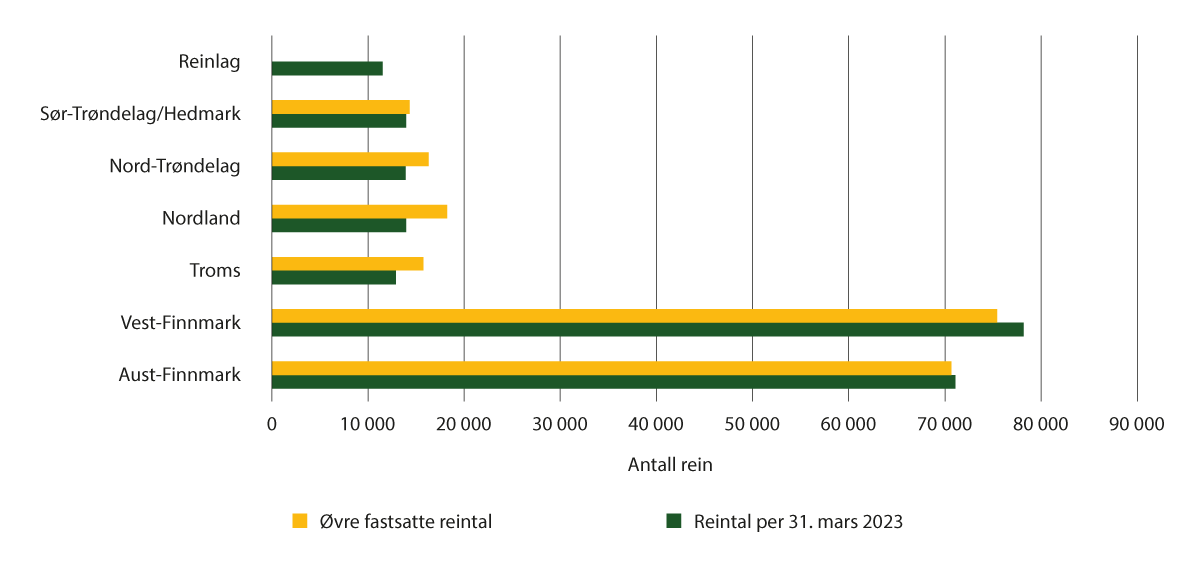 Reinlag
Sør-Trøndelag/Hedmark
Nord-Trøndelag
Nordland
Troms
Vest-Finnmark
Aust-Finnmark
0 10 000 20 000 30 000 40 000 50 000 60 000 70 000 80 000 90 000
Antall rein
Øvre fastsatte reintal Reintal per 31. mars 2023